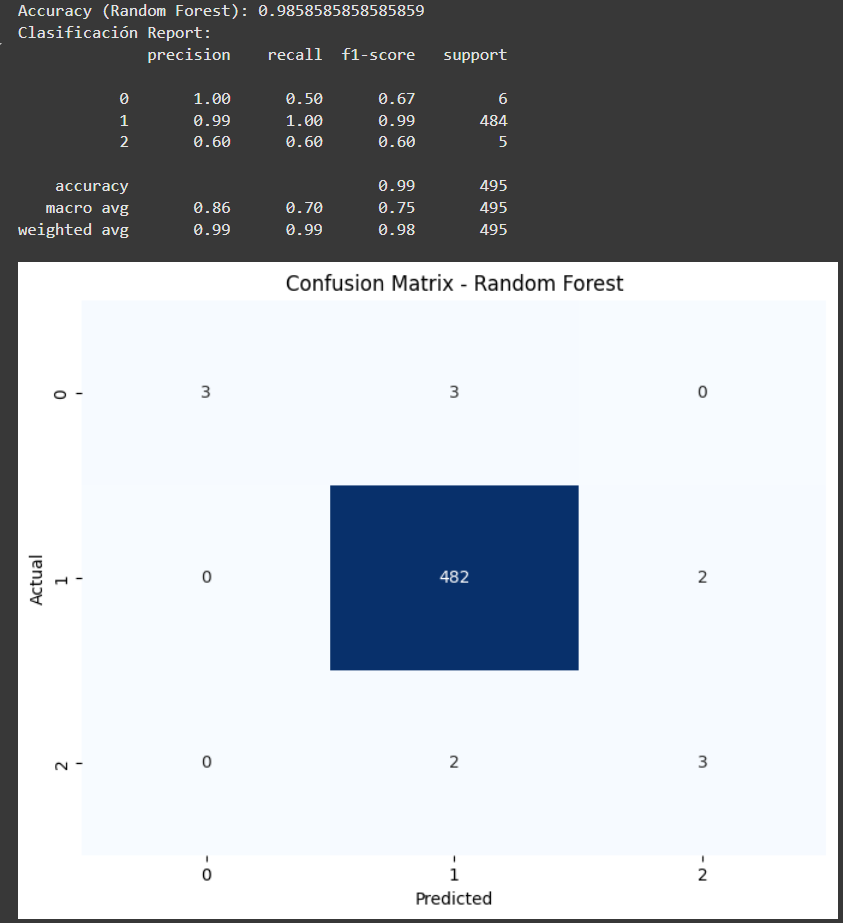 Accuracy (Random Forest): 0.9858585858585859
Clasificación Report:
precision recall f1-score support
0 1.00 0.50 0.67 6
1 0.99 1.00 0.99 484
2 0.60 0.60 0.60 5
accuracy 0.99 495
macro avg 0.86 0.70 0.75 495
weighted avg 0.99 0.99 0.98 495
Confusion Matrix - Random Forest
0 3 3 0
Actual
1 0 482 2
2 0 2 3
0 1 2
Predicted